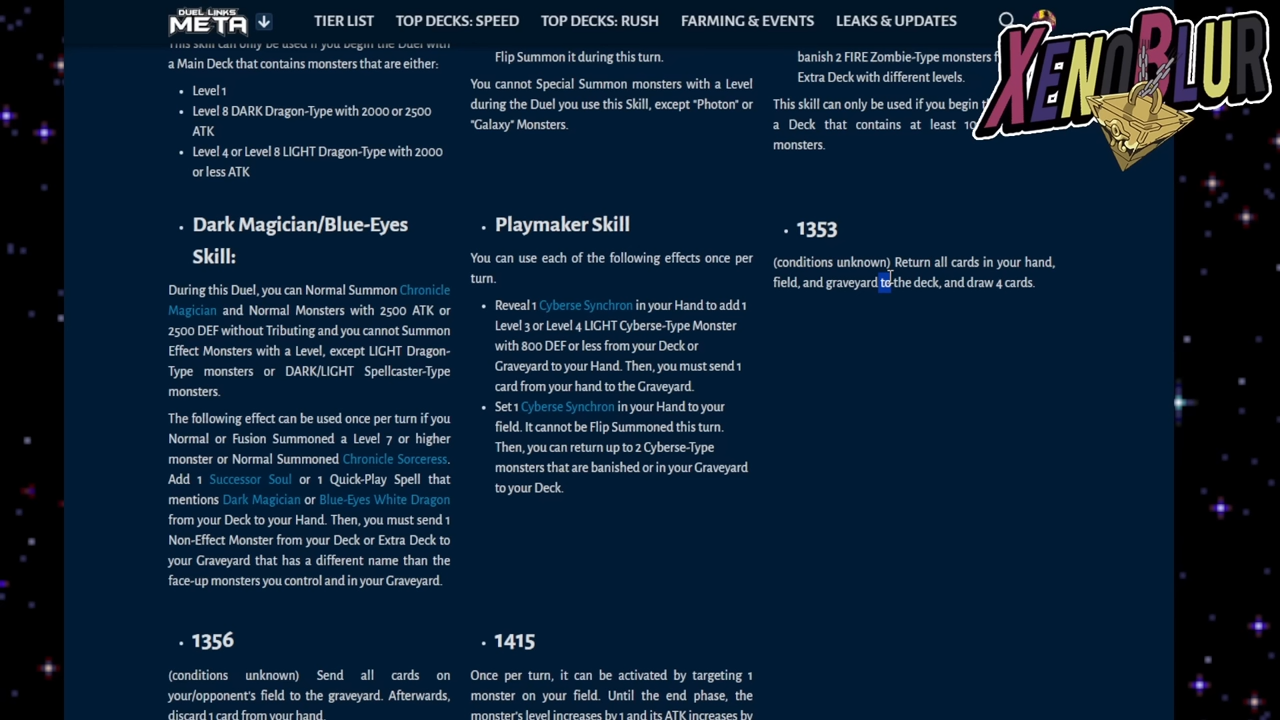 DUEL LINKS
META
TIER LIST
TOP DECKS: SPEED
TOP DECKS: RUSH
FARMING & EVENTS
LEAKS & UPDATES
XENOBLUR
This skill can only be used if you begin the Duel with
a Main Deck that contains monsters that are either:
• Level 1
• Level 8 DARK Dragon-Type with 2000 or 2500
ATK
• Level 4 or Level 8 LIGHT Dragon-Type with 2000
or less ATK
Flip Summon it during this turn.
You cannot Special Summon monsters with a Level
during the Duel you use this Skill, except "Photon" or
"Galaxy" Monsters.
banish 2 FIRE Zombie-Type monsters
Extra Deck with different levels.
This skill can only be used if you begin
a Deck that contains at least
monsters.
• Dark Magician/Blue-Eyes
Skill:
During this Duel, you can Normal Summon Chronicle
Magician and Normal Monsters with 2500 ATK or
2500 DEF without Tributing and you cannot Summon
Effect Monsters with a Level, except LIGHT Dragon-
Type monsters or DARK/LIGHT Spellcaster-Type
monsters.
The following effect can be used once per turn if you
Normal or Fusion Summoned a Level 7 or higher
monster or Normal Summoned Chronicle Sorceress.
Add 1 Successor Soul or 1 Quick-Play Spell that
mentions Dark Magician or Blue-Eyes White Dragon
from your Deck to your Hand. Then, you must send 1
Non-Effect Monster from your Deck or Extra Deck to
your Graveyard that has a different name than the
face-up monsters you control and in your Graveyard.
• Playmaker Skill
You can use each of the following effects once per
turn.
• Reveal 1 Cyberse Synchron in your Hand to add 1
Level 3 or Level 4 LIGHT Cyberse-Type Monster
with 800 DEF or less from your Deck or
Graveyard to your Hand. Then, you must send 1
card from your hand to the Graveyard.
• Set 1 Cyberse Synchron in your Hand to your
field. It cannot be Flip Summoned this turn.
Then, you can return up to 2 Cyberse-Type
monsters that are banished or in your Graveyard
to your Deck.
• 1353
(conditions unknown) Return all cards in your hand,
field, and graveyard to the deck, and draw 4 cards.
• 1356
(conditions unknown) Send all cards on
your/opponent's field to the graveyard. Afterwards,
discard 1 card from your hand.
• 1415
Once per turn, it can be activated by targeting 1
monster on your field. Until the end phase, the
monster's level increases by 1 and its ATK increases by